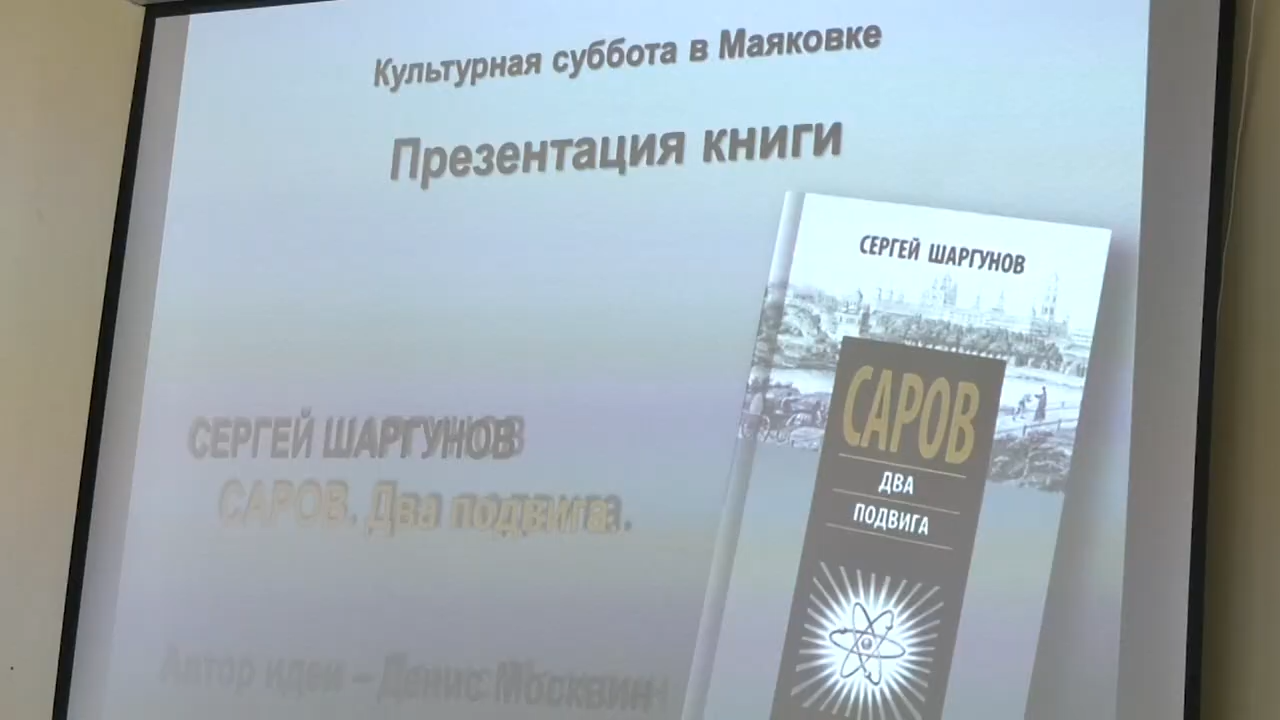 Культурная суббота в Маяковке
Презентация книги
СЕРГЕЙ ШАРГУНОВ
САРОВ
ДВА
ПОДВИГА
СЕРГЕЙ ШАРГУНОВ
САРОВ. Два подвига.
Автор идеи – Денис Москвин